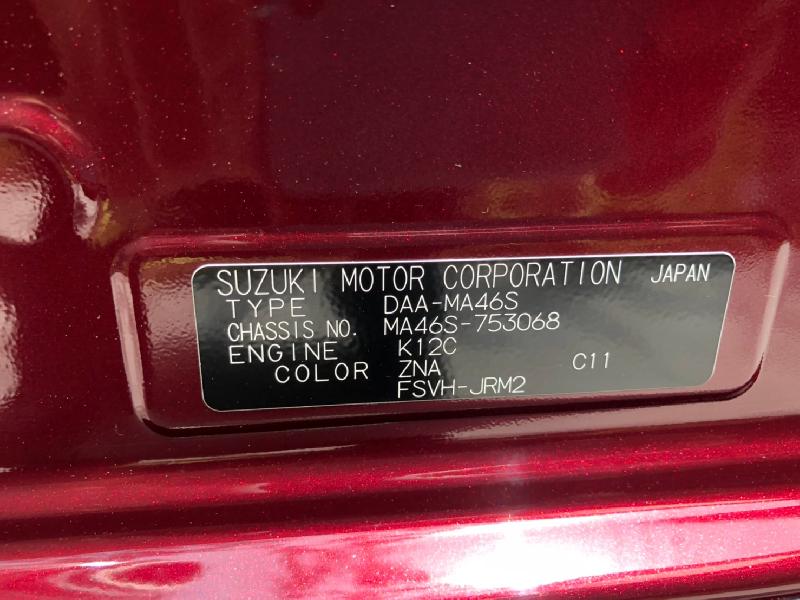 SUZUKI MOTOR CORPORATION JAPAN
TYPE DAA-MA46S
CHASSIS NO. MA46S-753068
ENGINE K12C
COLOR ZNA C11
FSVH-JRM2